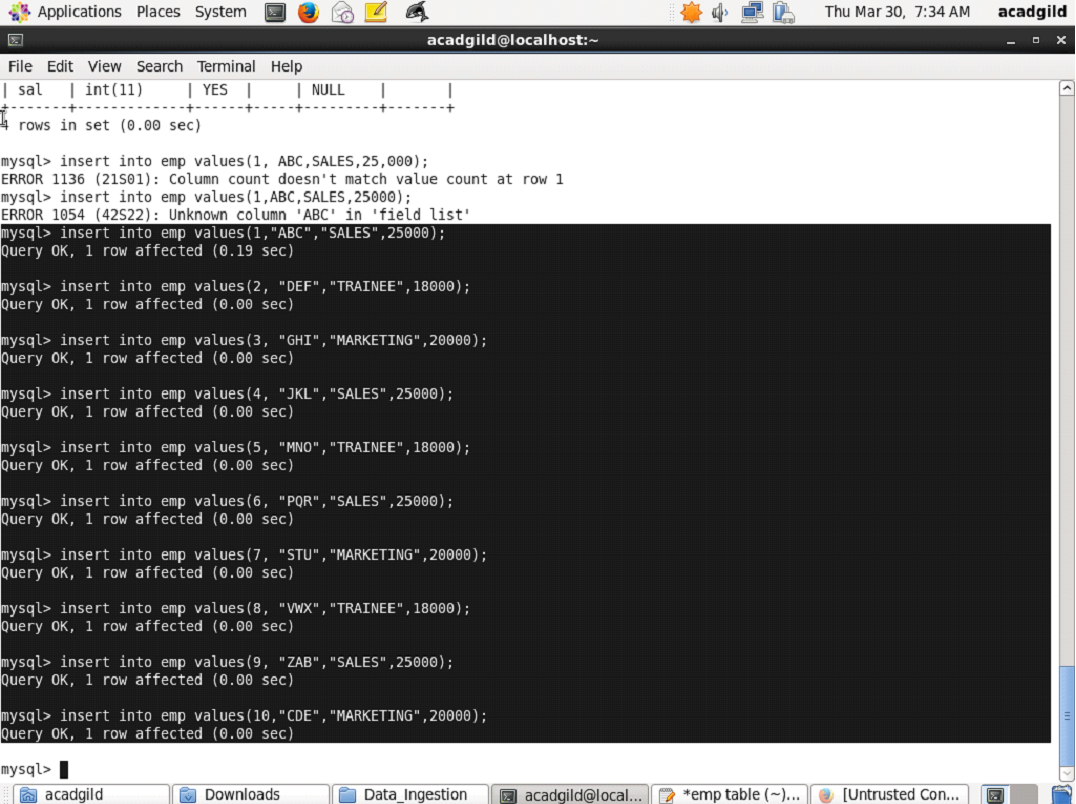 Applications Places System Thu Mar 30, 7:34 AM acadgild
acadgild@localhost:~
File Edit View Search Terminal Help
| sal | int(11) | YES | | NULL | |
+-------+-------------+------+-----+---------+-------+
4 rows in set (0.00 sec)
mysql> insert into emp values(1, ABC,SALES,25,000);
ERROR 1136 (21S01): Column count doesn't match value count at row 1
mysql> insert into emp values(1,ABC,SALES,25000);
ERROR 1054 (42S22): Unknown column 'ABC' in 'field list'
mysql> insert into emp values(1,"ABC","SALES",25000);
Query OK, 1 row affected (0.19 sec)
mysql> insert into emp values(2, "DEF","TRAINEE",18000);
Query OK, 1 row affected (0.00 sec)
mysql> insert into emp values(3, "GHI","MARKETING",20000);
Query OK, 1 row affected (0.00 sec)
mysql> insert into emp values(4, "JKL","SALES",25000);
Query OK, 1 row affected (0.00 sec)
mysql> insert into emp values(5, "MNO","TRAINEE",18000);
Query OK, 1 row affected (0.00 sec)
mysql> insert into emp values(6, "PQR","SALES",25000);
Query OK, 1 row affected (0.00 sec)
mysql> insert into emp values(7, "STU","MARKETING",20000);
Query OK, 1 row affected (0.00 sec)
mysql> insert into emp values(8, "VWX","TRAINEE",18000);
Query OK, 1 row affected (0.00 sec)
mysql> insert into emp values(9, "ZAB","SALES",25000);
Query OK, 1 row affected (0.00 sec)
mysql> insert into emp values(10,"CDE","MARKETING",20000);
Query OK, 1 row affected (0.00 sec)
mysql>
acadgild Downloads Data_Ingestion acadgild@local... *emp table (~)... [Untrusted Con...